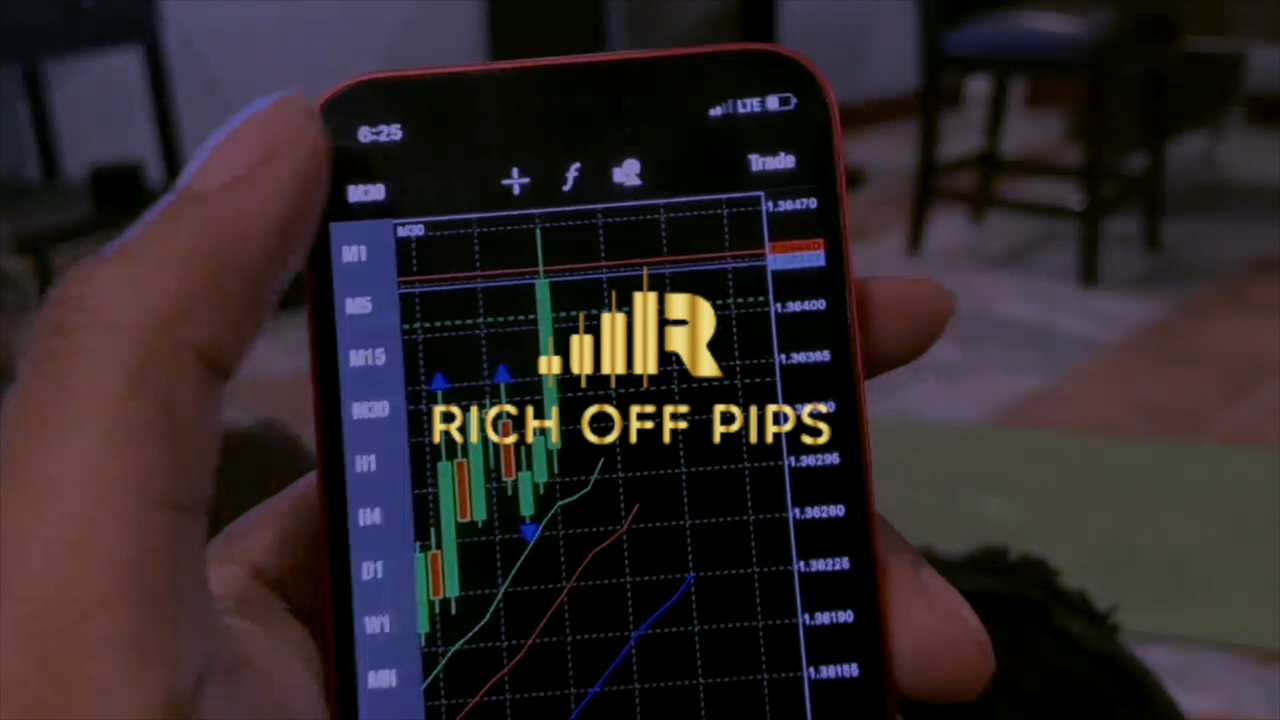 6:25
LTE
M30
Trade
M30
M1
M5
M15
M30
H1
H4
D1
W1
MN
1.36470
1.36400
1.36365
1.36295
1.36260
1.36225
1.36190
1.36155
R
RICH OFF PIPS